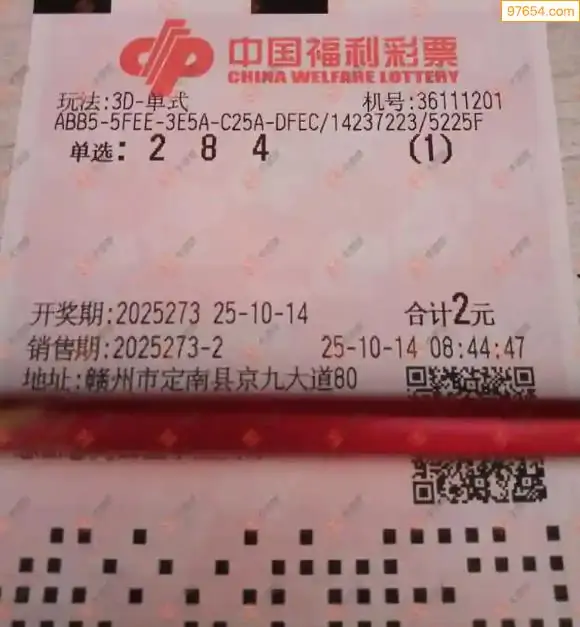 97654.com
中国福利彩票
CHINA WELFARE LOTTERY
玩法:3D-单式 机号:36111201
ABB5-5FEE-3E5A-C25A-DFEC/14237223/5225F
单选: 2 8 4 (1)
开奖期:2025273 25-10-14 合计2元
销售期:2025273-2 25-10-14 08:44:47
地址:赣州市定南县京九大道80